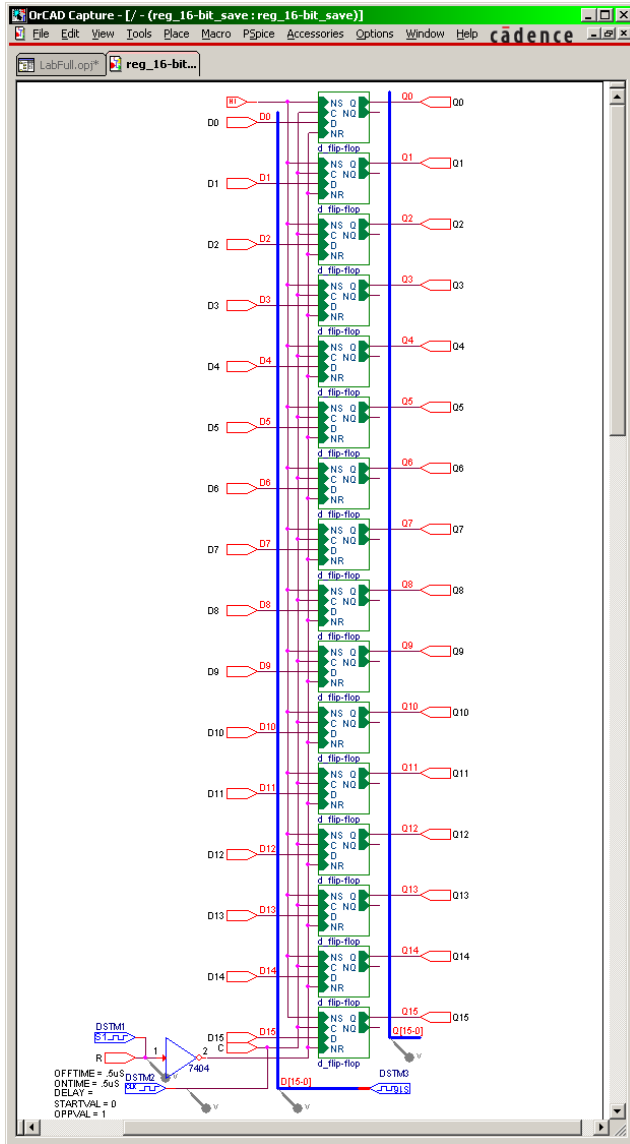 OrCAD Capture - [/ - (reg_16-bit_save : reg_16-bit_save)]
File Edit View Tools Place Macro PSpice Accessories Options Window Help cādence
LabFull.opj* reg_16-bit...
HI NS Q Q0 Q0
C NQ
D0 D0 D
NR
d_flip-flop
NS Q Q1 Q1
C NQ
D1 D1 D
NR
d_flip-flop
NS Q Q2 Q2
C NQ
D2 D2 D
NR
d_flip-flop
NS Q Q3 Q3
C NQ
D3 D3 D
NR
d_flip-flop
NS Q Q4 Q4
C NQ
D4 D4 D
NR
d_flip-flop
NS Q Q5 Q5
C NQ
D5 D5 D
NR
d_flip-flop
NS Q Q6 Q6
C NQ
D6 D6 D
NR
d_flip-flop
NS Q Q7 Q7
C NQ
D7 D7 D
NR
d_flip-flop
NS Q Q8 Q8
C NQ
D8 D8 D
NR
d_flip-flop
NS Q Q9 Q9
C NQ
D9 D9 D
NR
d_flip-flop
NS Q Q10 Q10
C NQ
D10 D10 D
NR
d_flip-flop
NS Q Q11 Q11
C NQ
D11 D11 D
NR
d_flip-flop
NS Q Q12 Q12
C NQ
D12 D12 D
NR
d_flip-flop
NS Q Q13 Q13
C NQ
D13 D13 D
NR
d_flip-flop
NS Q Q14 Q14
C NQ
D14 D14 D
NR
d_flip-flop
NS Q Q15 Q15
C NQ
D15 D15 D Q[15-0]
C NR
d_flip-flop
V
DSTM1
S1
R 1 2
7404
V
OFFTIME = .5uS DSTM2 D[15-0] DSTM3
ONTIME = .5uS CLK S16
DELAY =
STARTVAL = 0 V V
OPPVAL = 1